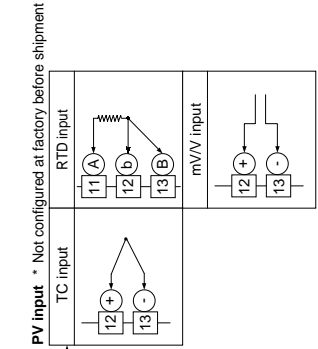 PV input * Not configured at factory before shipment
TC input
+
12
-
13
RTD input
A
11
b
12
B
13
mV/V input
+
12
-
13